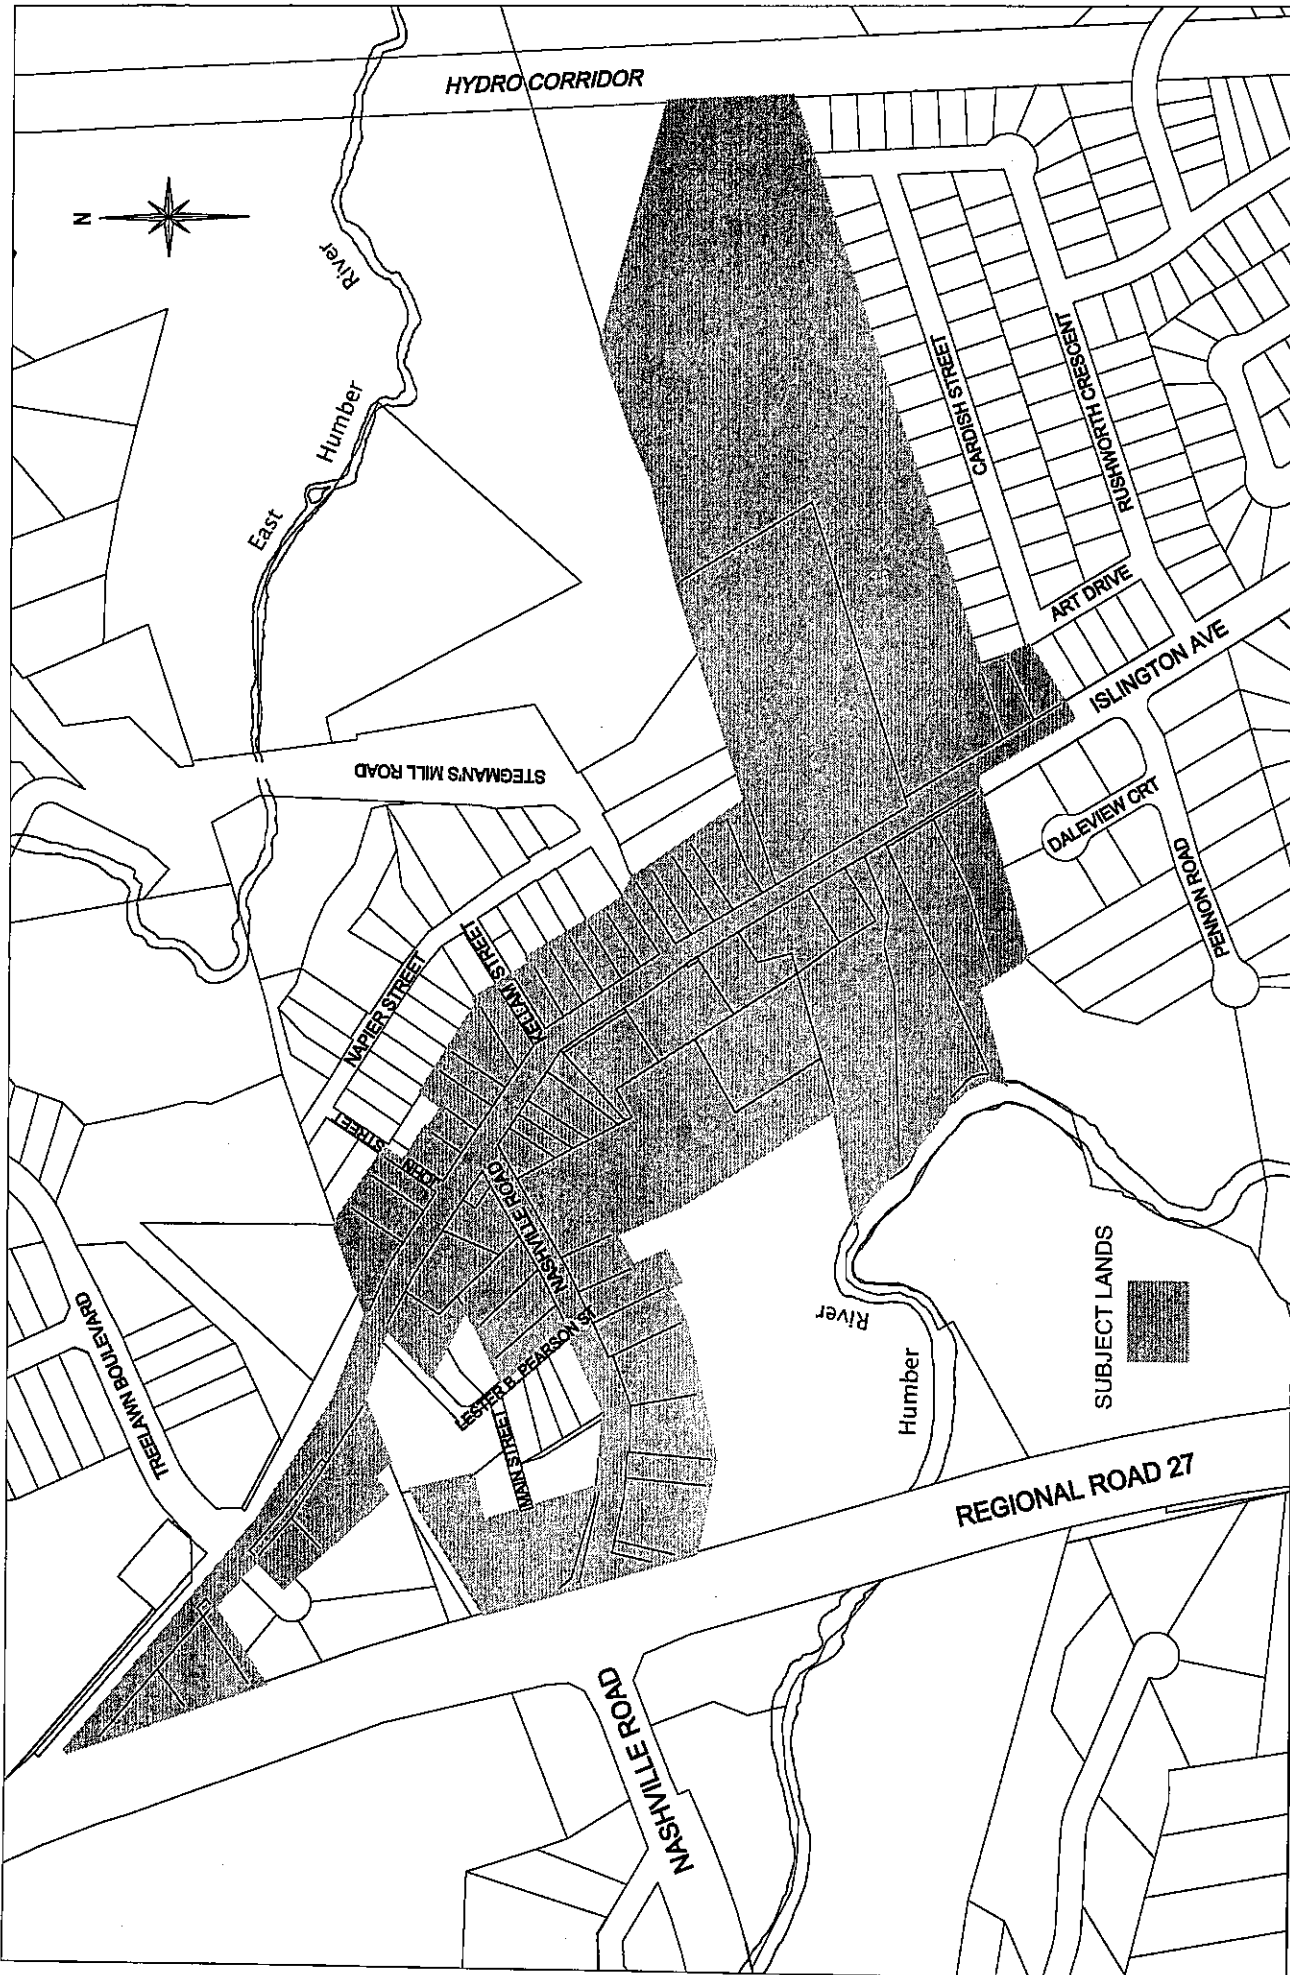 HYDRO CORRIDOR
N
River
Humber
East
CARDISH STREET
RUSHWORTH CRESCENT
ART DRIVE
ISLINGTON AVE
STEGMAN'S MILL ROAD
DALEVIEW CRT
PENNON ROAD
KELLAM STREET
NAPIER STREET
JOHN STREET
NASHVILLE ROAD
TREELAWN BOULEVARD
LESTER B. PEARSON ST
MAIN STREET
River
Humber
SUBJECT LANDS
REGIONAL ROAD 27
NASHVILLE ROAD